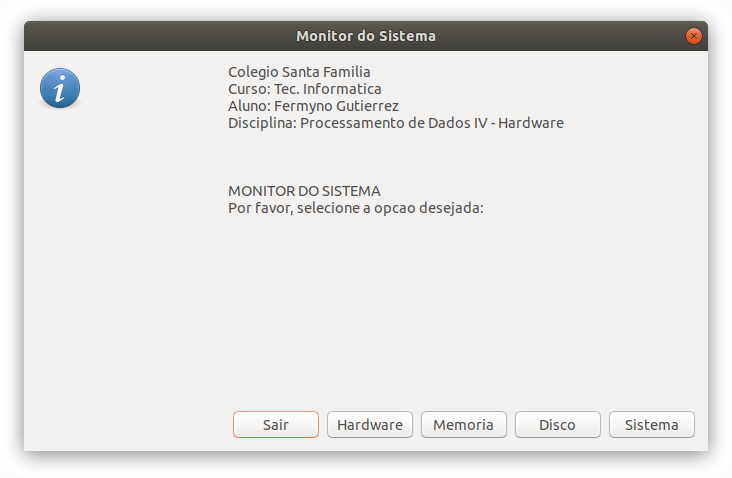 Monitor do Sistema
Colegio Santa Familia
Curso: Tec. Informatica
Aluno: Fermyno Gutierrez
Disciplina: Processamento de Dados IV - Hardware
MONITOR DO SISTEMA
Por favor, selecione a opcao desejada:
Sair Hardware Memoria Disco Sistema